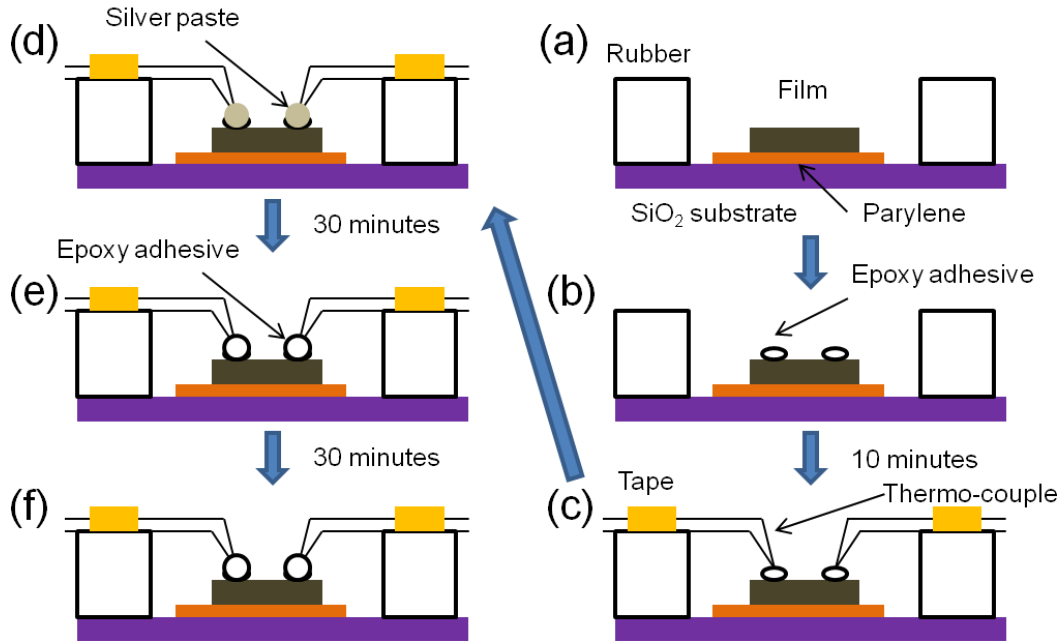 (d)
Silver paste
30 minutes
Epoxy adhesive
(e)
30 minutes
(f)
(a)
Rubber
Film
SiO₂ substrate
Parylene
(b)
Epoxy adhesive
10 minutes
Tape
(c)
Thermo-couple